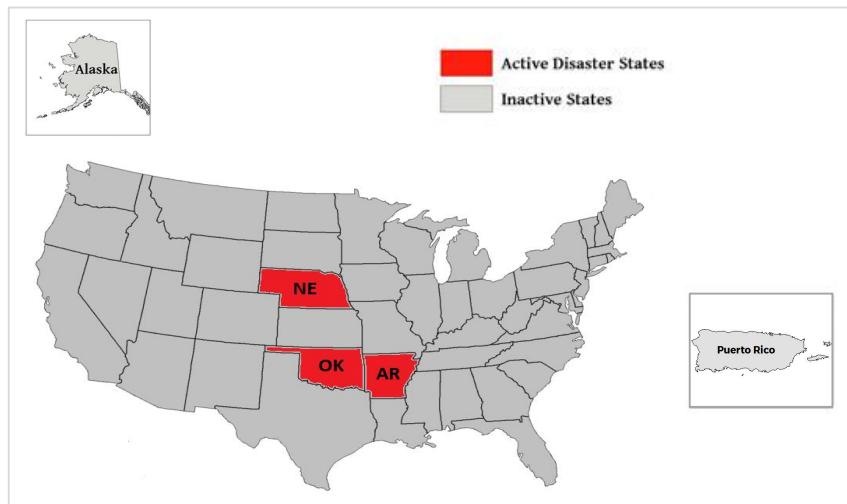 Alaska
Active Disaster States
Inactive States
NE
OK
AR
Puerto Rico